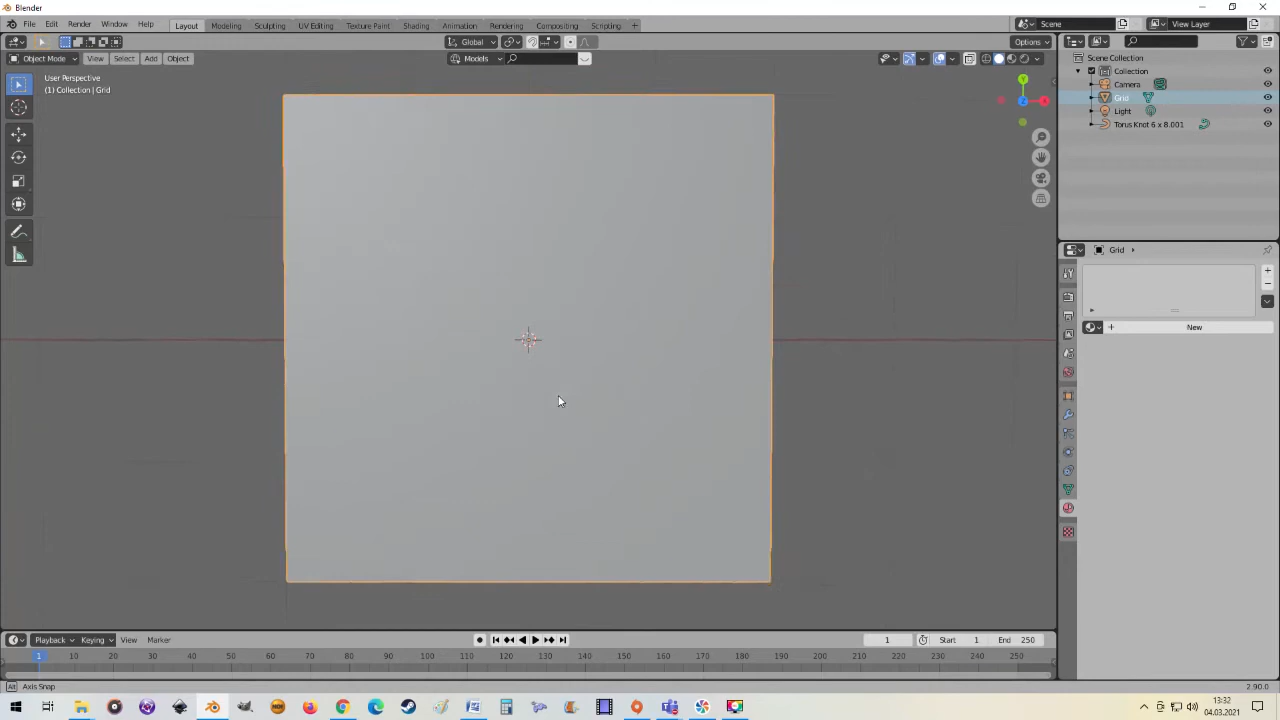 Blender
File Edit Render Window Help
Layout Modeling Sculpting UV Editing Texture Paint Shading Animation Rendering Compositing Scripting +
Scene
View Layer
Global
Options
Object Mode View Select Add Object
Models
User Perspective
(1) Collection | Grid
Y
X
Z
Scene Collection
Collection
Camera
Grid
Light
Torus Knot 6 x 8.001
Grid
New
Playback Keying View Marker
1
Start 1
End 250
1 10 20 30 40 50 60 70 80 90 100 110 120 130 140 150 160 170 180 190 200 210 220 230 240 250
Alt Axis Snap
2.90.0
13:32
04.03.2021